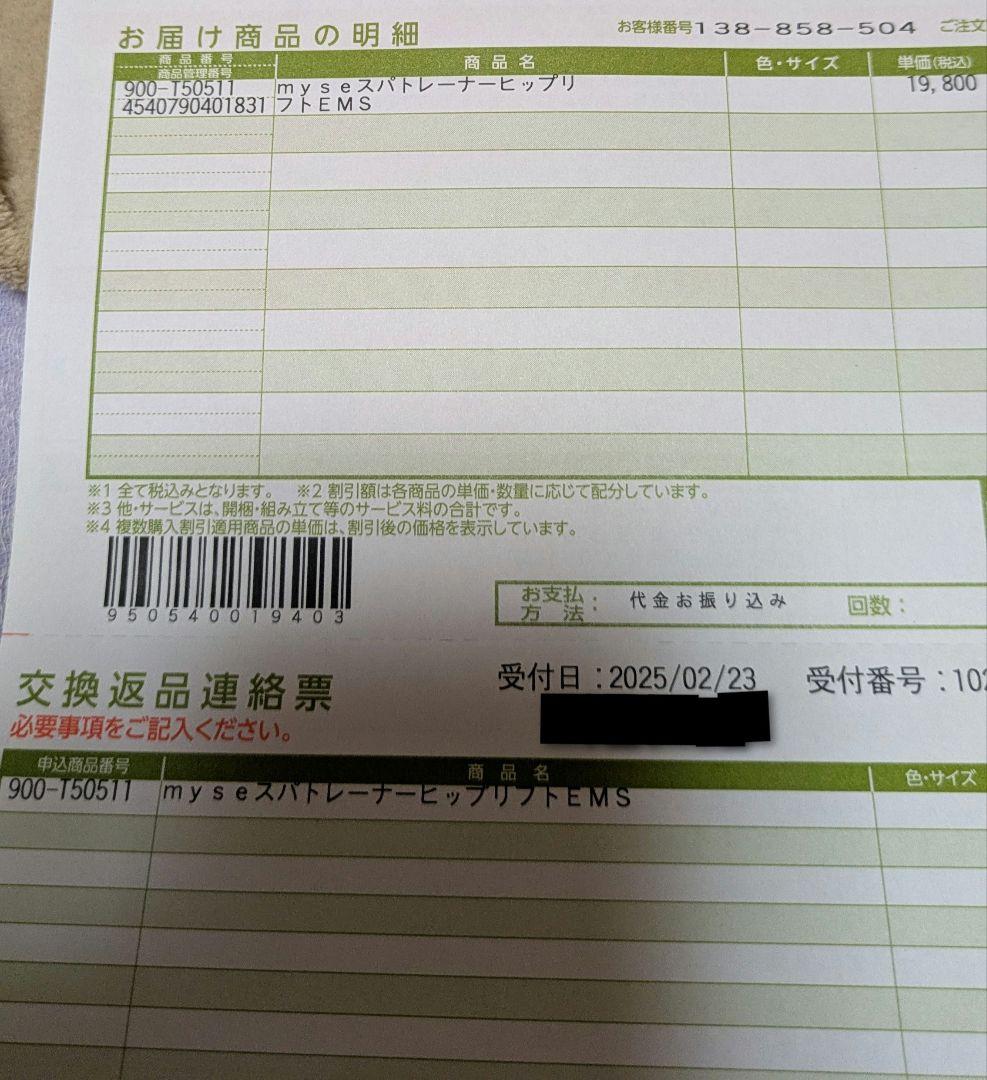 お届け商品の明細 お客様番号138-858-504 ご注文
商品番号
商品管理番号 商品名 色・サイズ 単価(税込)
900-T50511 myseスパトレーナーヒップリ 19,800
4540790401831 フトEMS
※1 全て税込みとなります。 ※2 割引額は各商品の単価・数量に応じて配分しています。
※3 他・サービスは、開梱・組み立て等のサービス料の合計です。
※4 複数購入割引適用商品の単価は、割引後の価格を表示しています。
950540019403
お支払方法: 代金お振り込み 回数:
交換返品連絡票 受付日:2025/02/23 受付番号:102
必要事項をご記入ください。
申込商品番号 商品名 色・サイズ
900-T50511 myseスパトレーナーヒップリフトEMS